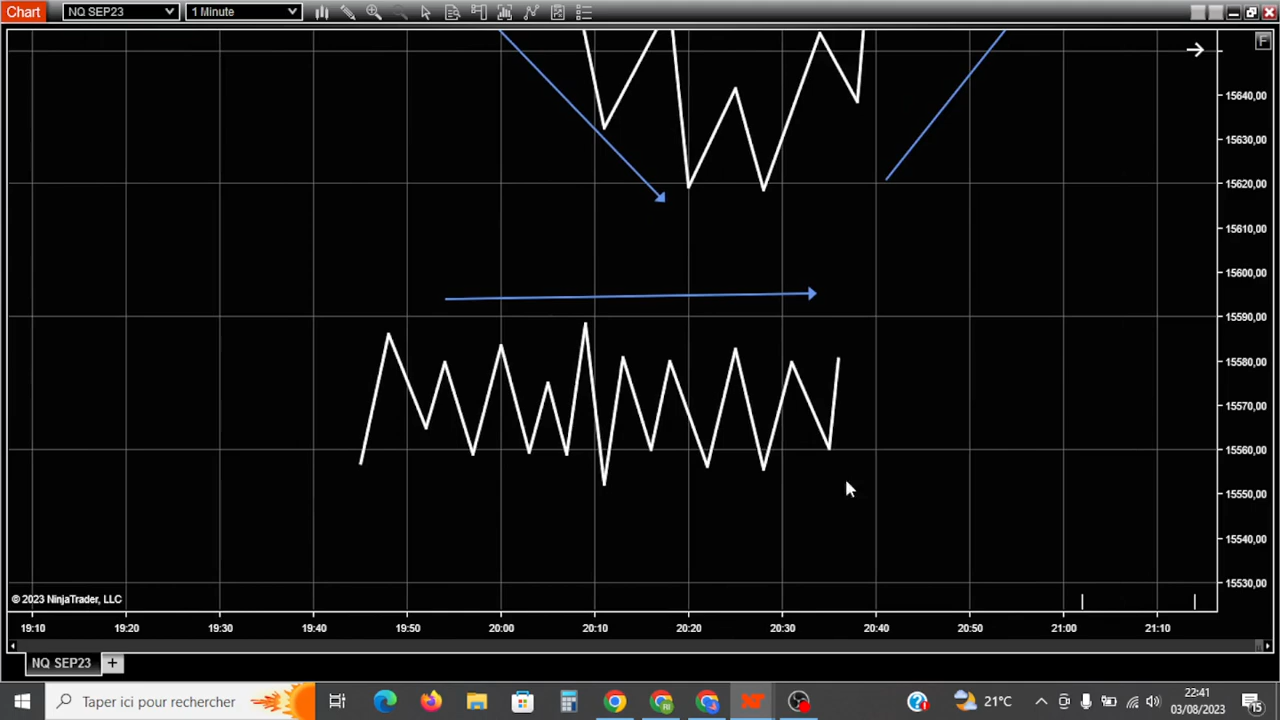 Chart NQ SEP23 1 Minute
F
15640,00
15630,00
15620,00
15610,00
15600,00
15590,00
15580,00
15570,00
15560,00
15550,00
15540,00
15530,00
© 2023 NinjaTrader, LLC
19:10 19:20 19:30 19:40 19:50 20:00 20:10 20:20 20:30 20:40 20:50 21:00 21:10
NQ SEP23 +
Taper ici pour rechercher
21°C
22:41
03/08/2023
15